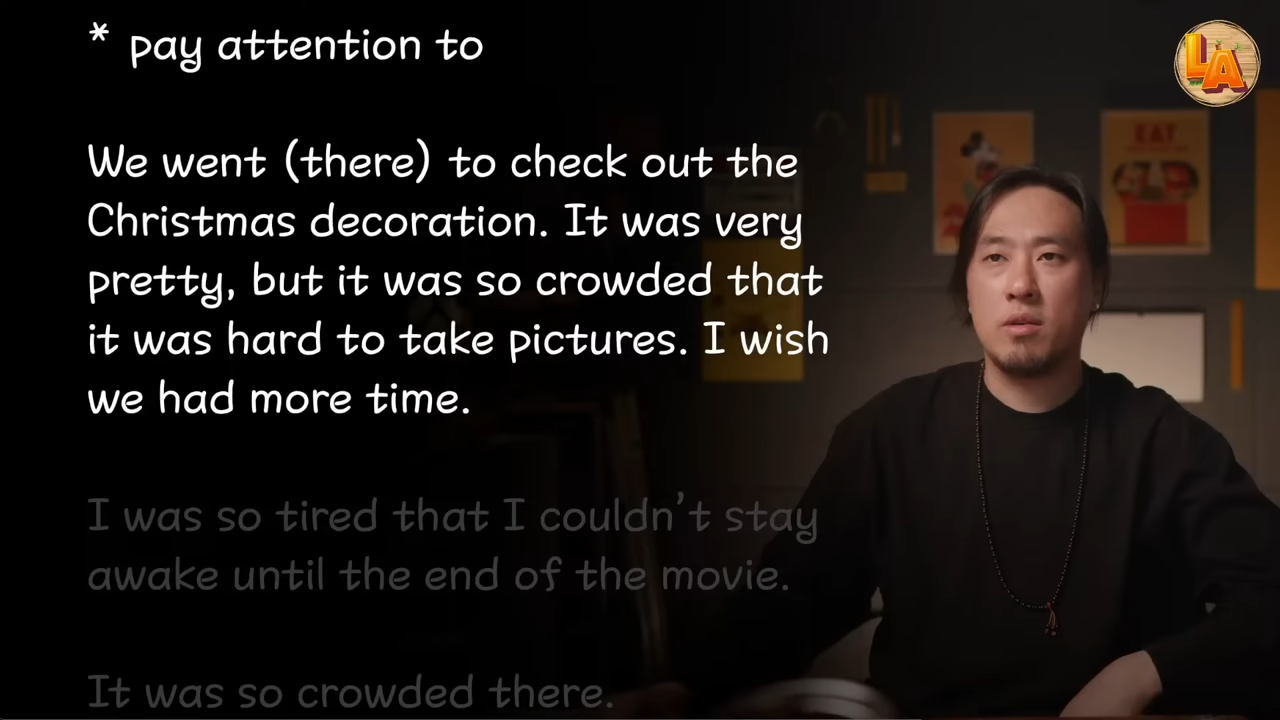 * pay attention to
We went (there) to check out the
Christmas decoration. It was very
pretty, but it was so crowded that
it was hard to take pictures. I wish
we had more time.
I was so tired that I couldn't stay
awake until the end of the movie.
It was so crowded there.
LA
EAT